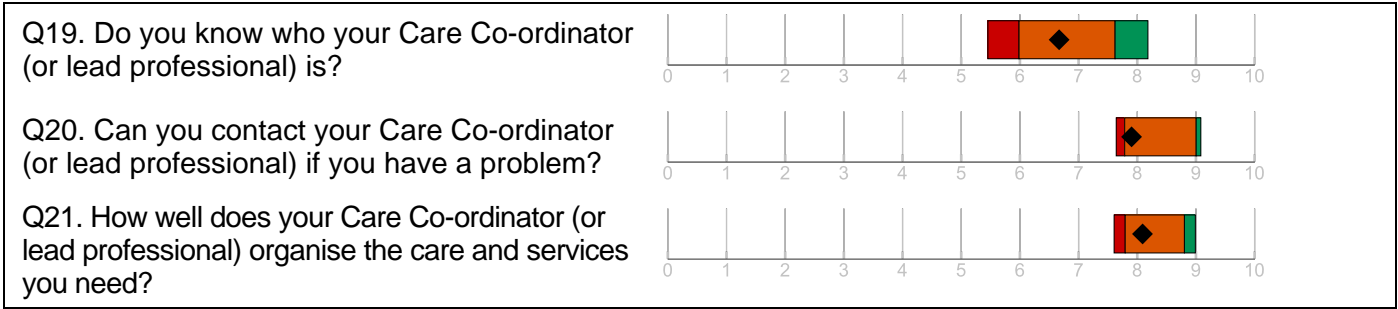 Q19. Do you know who your Care Co-ordinator
(or lead professional) is?
0 1 2 3 4 5 6 7 8 9 10
Q20. Can you contact your Care Co-ordinator
(or lead professional) if you have a problem?
0 1 2 3 4 5 6 7 8 9 10
Q21. How well does your Care Co-ordinator (or
lead professional) organise the care and services
you need?
0 1 2 3 4 5 6 7 8 9 10